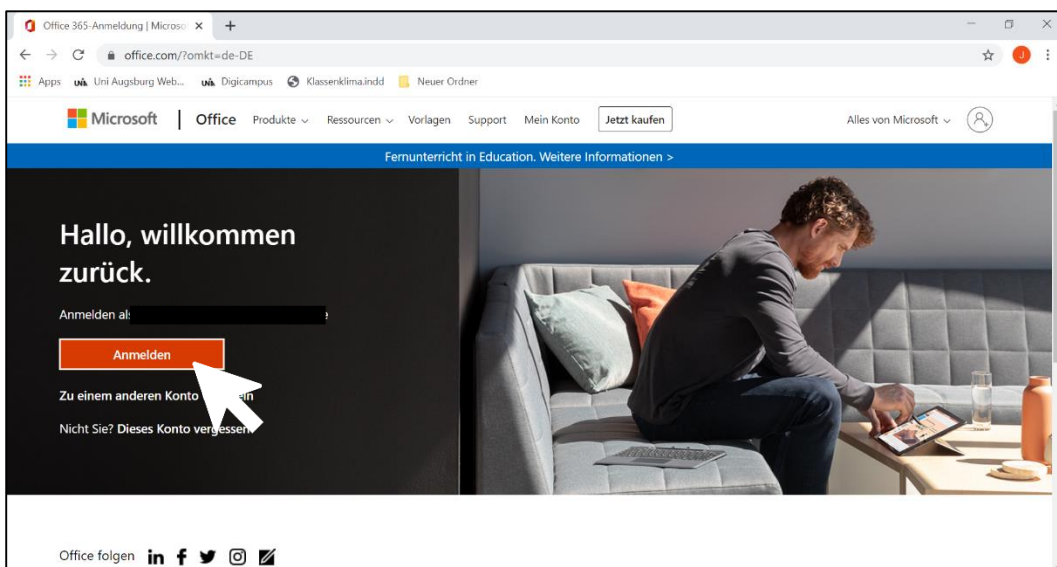 Office 365-Anmeldung | Microso
office.com/?omkt=de-DE
J
Apps Uni Augsburg Web... Digicampus Klassenklima.indd Neuer Ordner
Microsoft | Office Produkte Ressourcen Vorlagen Support Mein Konto Jetzt kaufen Alles von Microsoft
Fernunterricht in Education. Weitere Informationen >
Hallo, willkommen
zurück.
Anmelden als
Anmelden
Zu einem anderen Konto
Nicht Sie? Dieses Konto vergessen
Office folgen